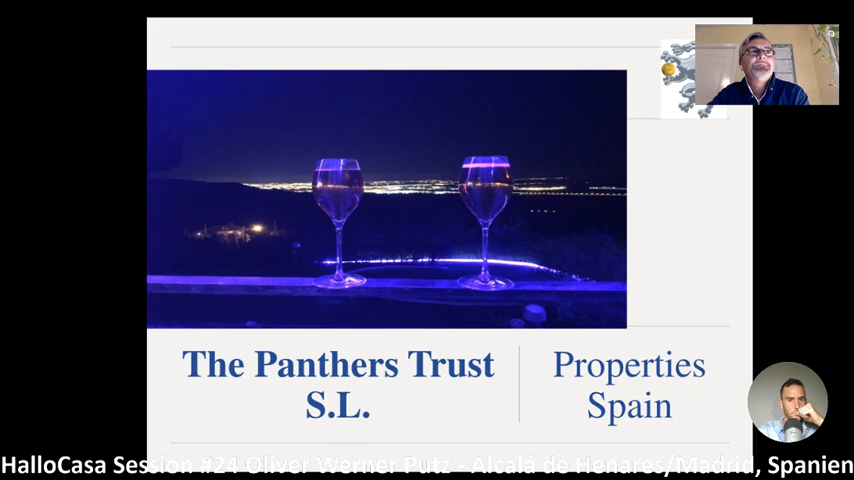 The Panthers Trust
S.L.
Properties
Spain
HalloCasa Session #24 Oliver Werner Putz - Alcalá de Henares/Madrid, Spanien